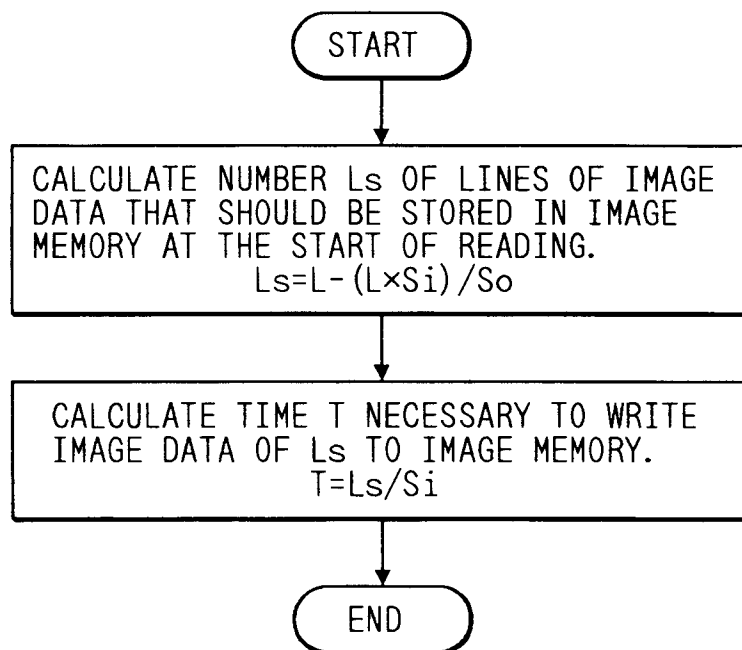 START
CALCULATE NUMBER Ls OF LINES OF IMAGE
DATA THAT SHOULD BE STORED IN IMAGE
MEMORY AT THE START OF READING.
Ls=L-(L×Si)/So
CALCULATE TIME T NECESSARY TO WRITE
IMAGE DATA OF Ls TO IMAGE MEMORY.
T=Ls/Si
END